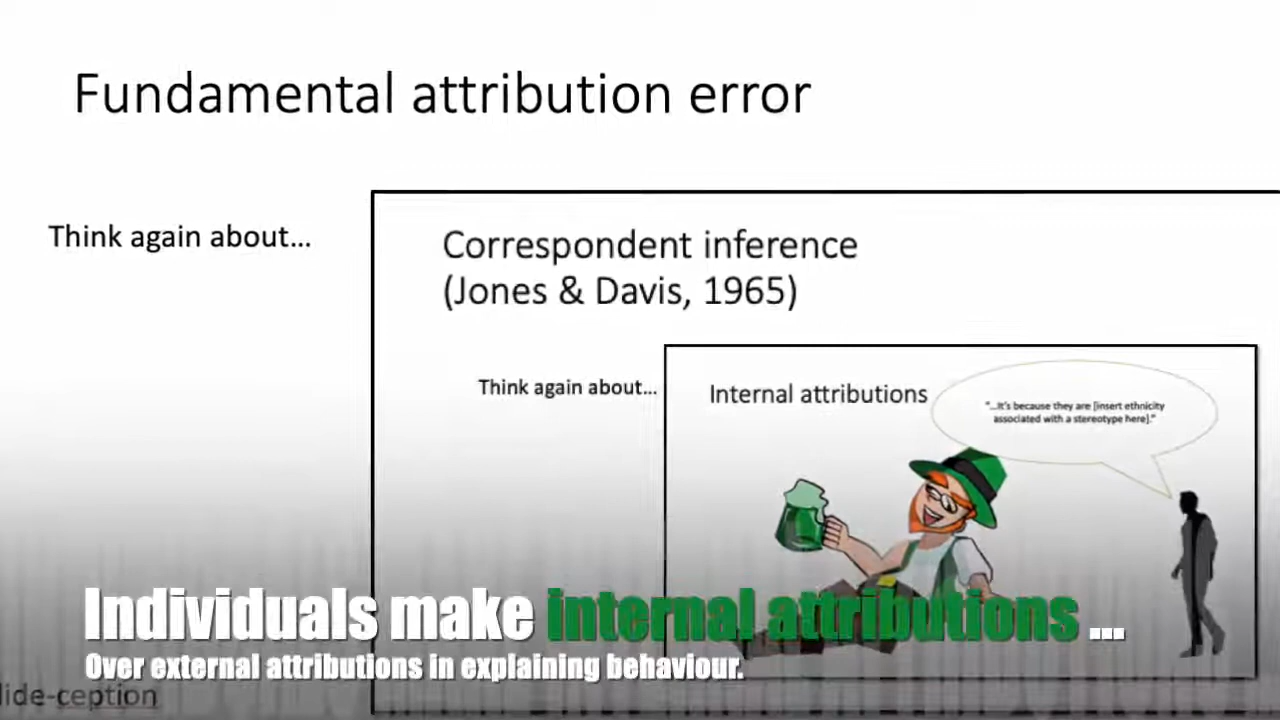 Fundamental attribution error
Think again about...
Correspondent inference
(Jones & Davis, 1965)
Think again about...
Internal attributions
"...It's because they are [insert ethnicity
associated with a stereotype here]."
Individuals make internal attributions ...
Over external attributions in explaining behaviour.
lide-ception